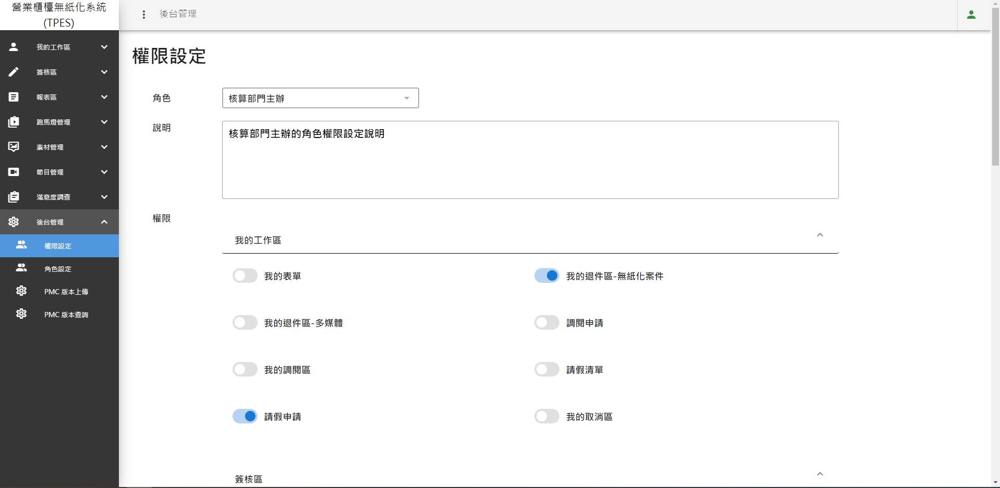 營業櫃檯無紙化系統
(TPES)
後台管理
我的工作區
簽核區
報表區
跑馬燈管理
素材管理
節目管理
滿意度調查
後台管理
權限設定
角色設定
PMC 版本上傳
PMC 版本查詢
權限設定
角色
核算部門主辦
說明
核算部門主辦的角色權限設定說明
權限
我的工作區
我的表單
我的退件區-無紙化案件
我的退件區-多媒體
調閱申請
我的調閱區
請假清單
請假申請
我的取消區
簽核區